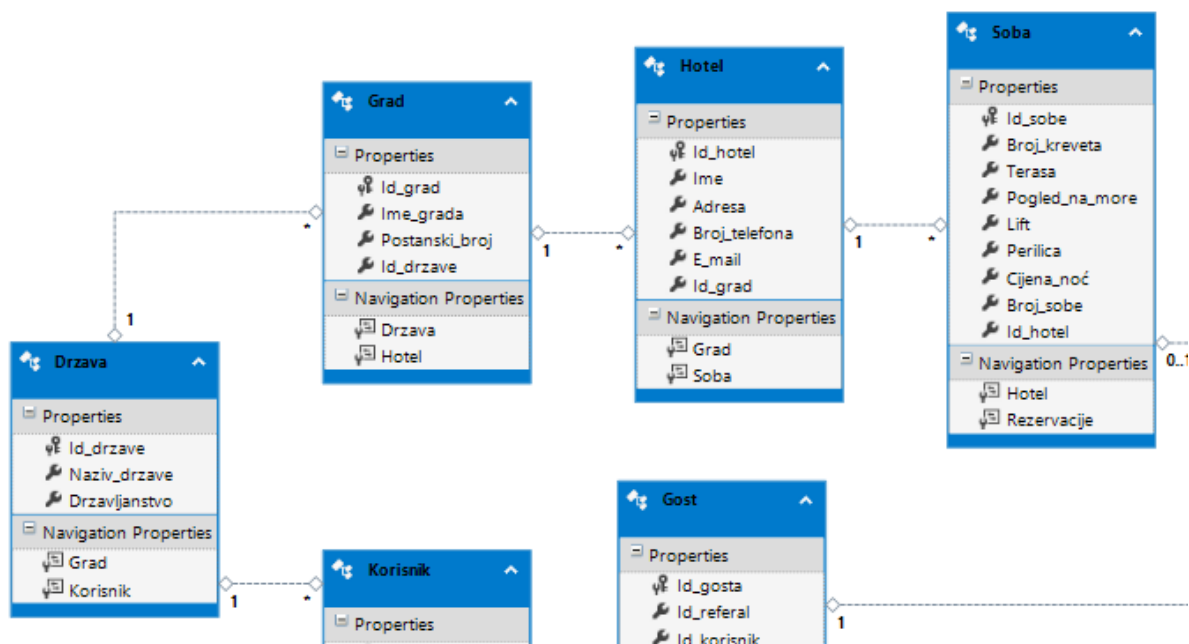 Soba
Properties
Id_sobe
Broj_kreveta
Terasa
Pogled_na_more
Lift
Perilica
Cijena_noć
Broj_sobe
Id_hotel
Navigation Properties
Hotel
Rezervacije
0..1
Hotel
Properties
Id_hotel
Ime
Adresa
Broj_telefona
E_mail
Id_grad
Navigation Properties
Grad
Soba
1
*
Grad
Properties
Id_grad
Ime_grada
Postanski_broj
Id_drzave
Navigation Properties
Drzava
Hotel
1
*
*
1
Drzava
Properties
Id_drzave
Naziv_drzave
Drzavljanstvo
Navigation Properties
Grad
Korisnik
1
*
Korisnik
Properties
Gost
Properties
Id_gosta
Id_referal
Id_korisnik
1